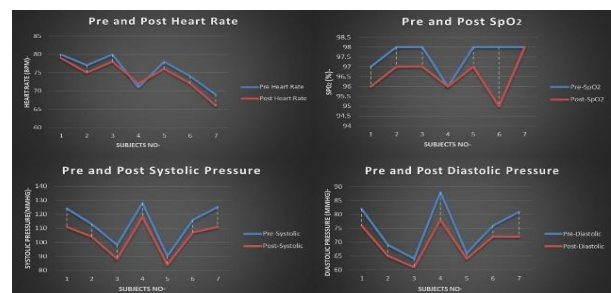 Pre and Post Heart Rate
HEART RATE (BPM)-
85
80
75
70
65
60
1 2 3 4 5 6 7
SUBJECTS NO-
Pre Heart Rate
Post Heart Rate
Pre and Post SpO2
SPO2 (%)-
98.5
98
97.5
97
96.5
96
95.5
95
94.5
94
1 2 3 4 5 6 7
SUBJECTS NO-
Pre-SpO2
Post-SpO2
Pre and Post Systolic Pressure
SYSTOLIC PRESSURE(MMHG)
140
130
120
110
100
90
80
1 2 3 4 5 6 7
SUBJECTS NO-
Pre-Systolic
Post-Systolic
Pre and Post Diastolic Pressure
DIASTOLIC PRESSURE (MMHG)
90
85
80
75
70
65
60
1 2 3 4 5 6 7
SUBJECTS NO-
Pre-Diastolic
Post-Diastolic